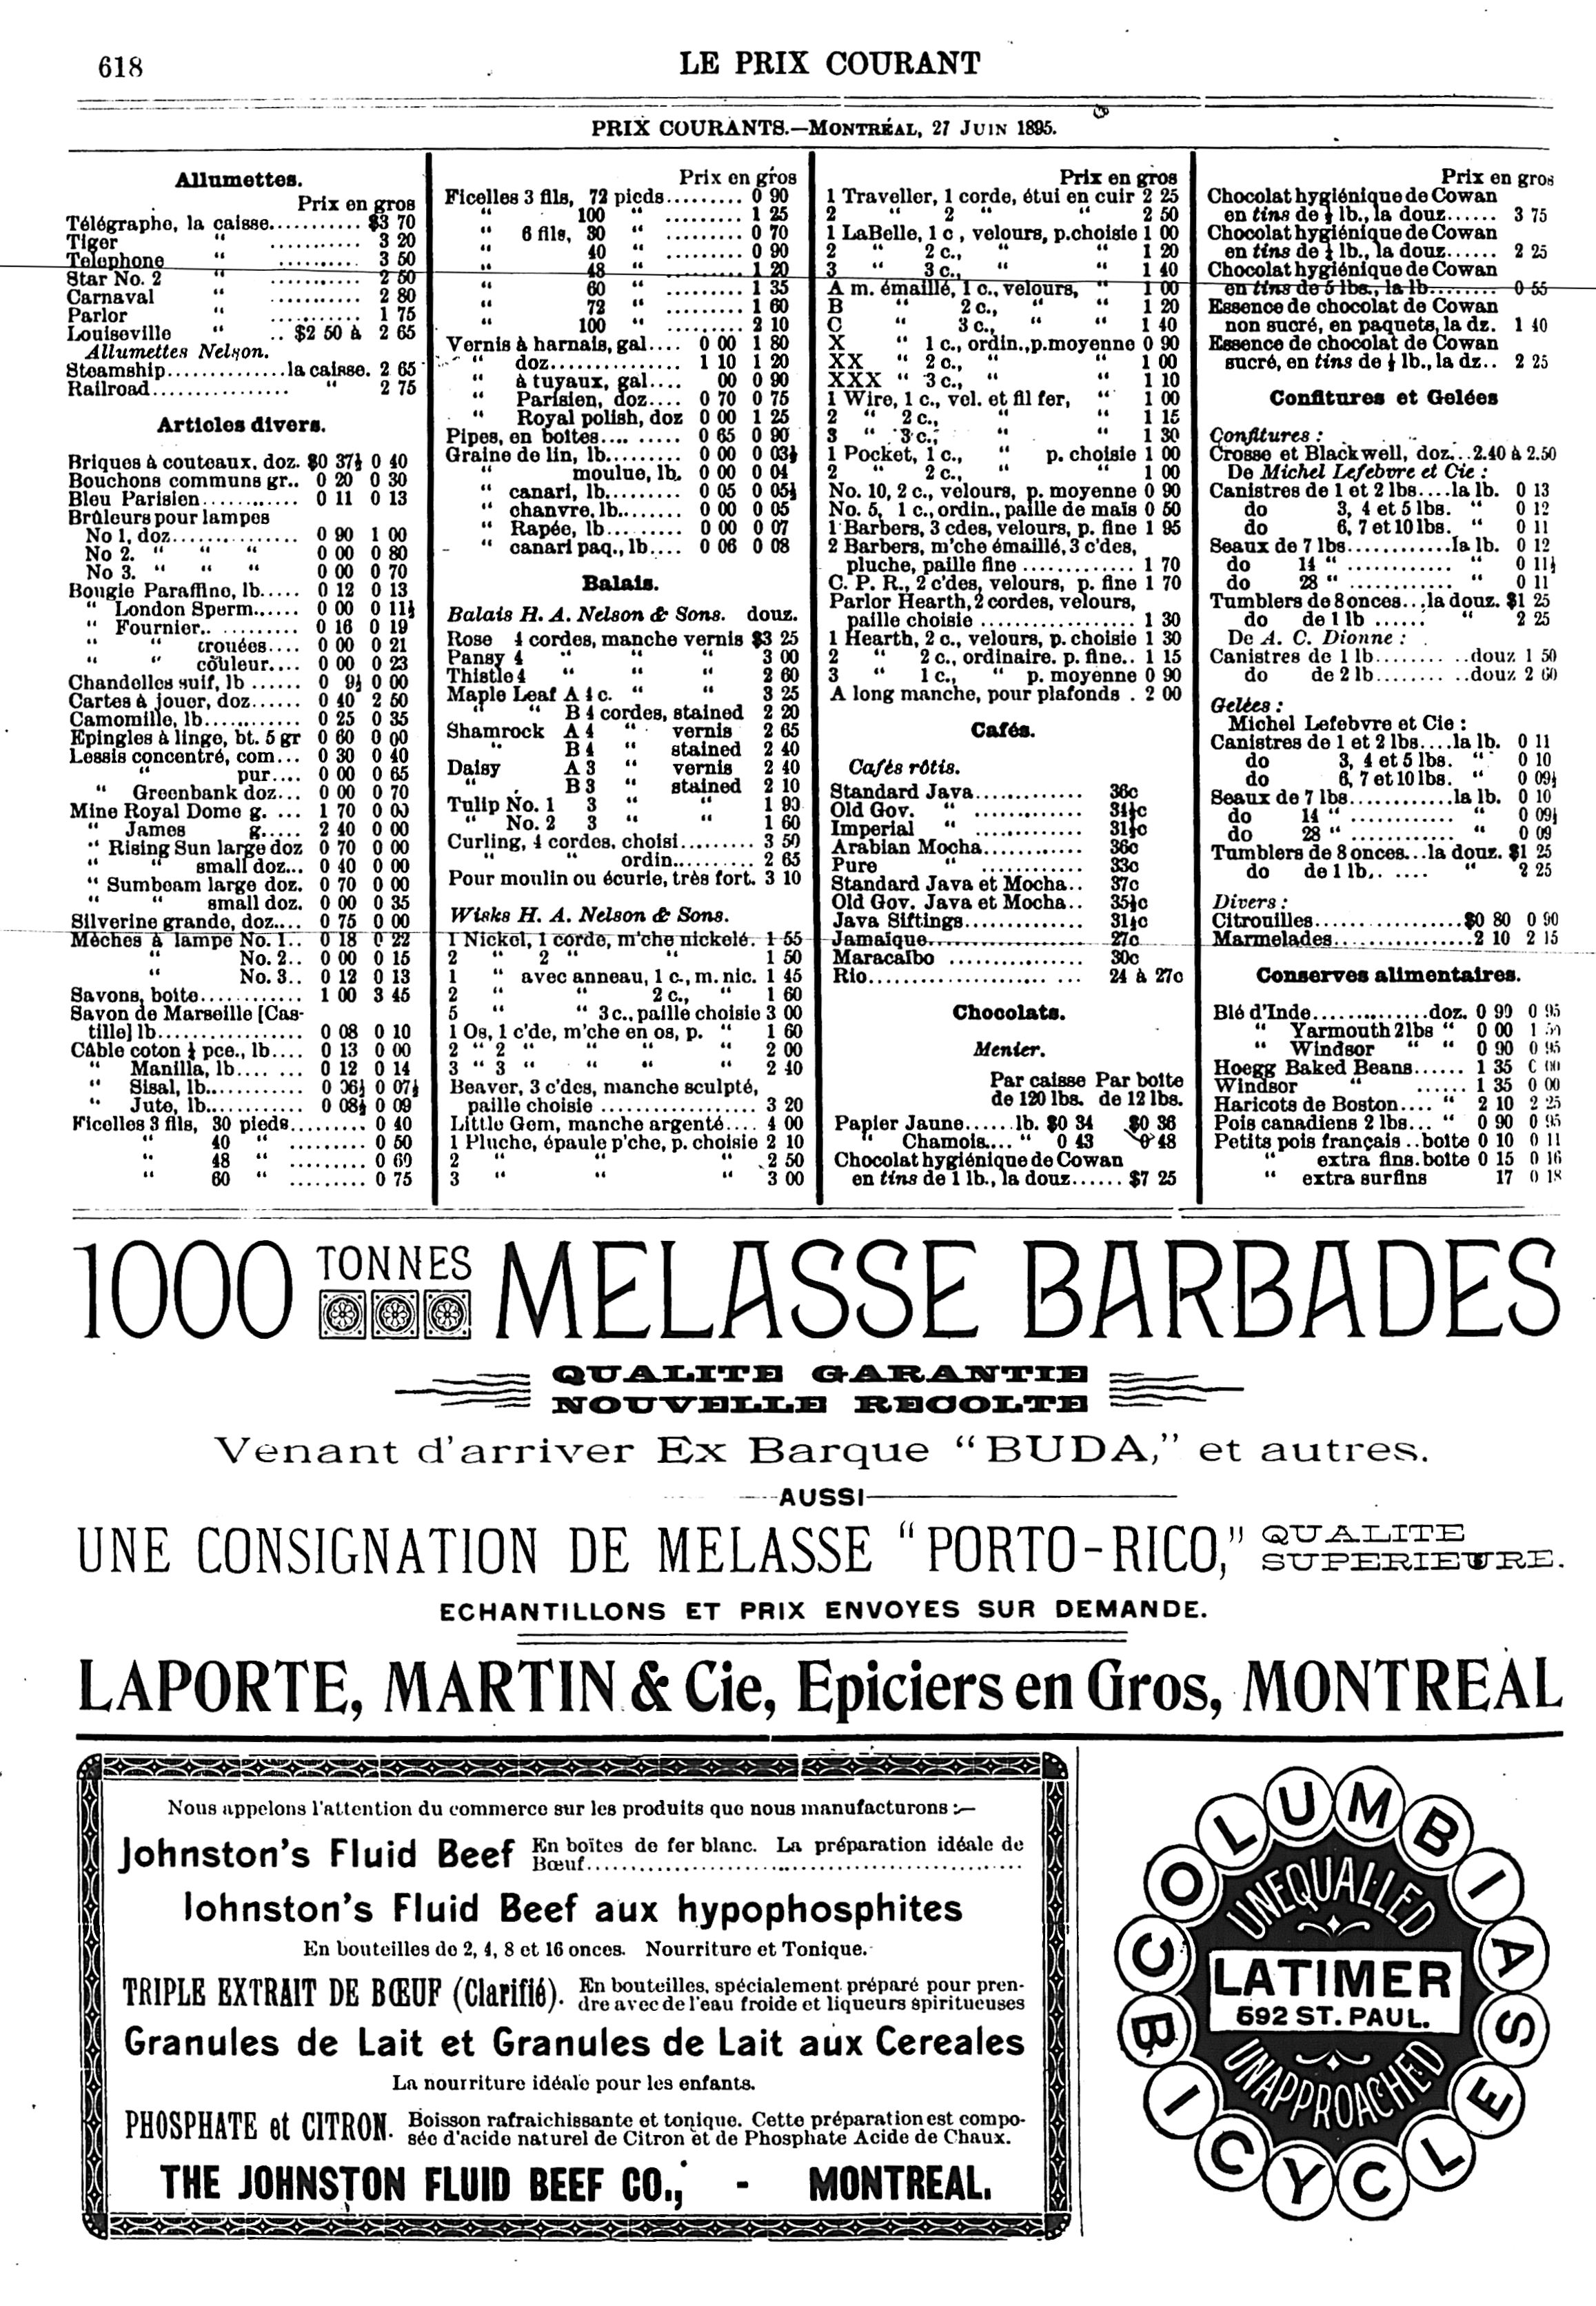 618
LE PRIX COURANT
PRIX COURANTS.—MONTRÉAL, 27 JUIN 1895.
Allumettes.
Prix en gros
Télégraphe, la caisse........... $3 70
Tiger " ........... 3 20
Telephone " .......... 3 50
Star No. 2 " 2 50
Carnaval " 2 80
Parlor " ........... 1 75
Louiseville " .. $2 50 à 2 65
Allumettes Nelson.
Steamship.............la caisse. 2 65
Railroad................ " 2 75
Articles divers.
Briques à couteaux, doz. $0 37½ 0 40
Bouchons communs gr.. 0 20 0 30
Bleu Parisien........... 0 11 0 13
Brûleurs pour lampes
No 1, doz.............. 0 90 1 00
No 2. " " " 0 00 0 80
No 3. " " " 0 00 0 70
Bougie Paraffine, lb..... 0 12 0 13
" London Sperm...... 0 00 0 11½
" Fournier.. ......... 0 16 0 19
" " crouées.... 0 00 0 21
" " côuleur.... 0 00 0 23
Chandelles suif, lb ...... 0 9½ 0 00
Cartes à jouer, doz...... 0 40 2 50
Camomille, lb............ 0 25 0 35
Epingles à linge, bt. 5 gr 0 60 0 00
Lessis concentré, com... 0 30 0 40
" pur.... 0 00 0 65
" Greenbank doz... 0 00 0 70
Mine Royal Dome g. ... 1 70 0 00
" James g..... 2 40 0 00
" Rising Sun large doz 0 70 0 00
" " small doz... 0 40 0 00
" Sumbeam large doz. 0 70 0 00
" " small doz. 0 00 0 35
Silverine grande, doz.... 0 75 0 00
Mèches à lampe No. 1.. 0 18 0 22
" No. 2.. 0 00 0 15
" No. 3.. 0 12 0 13
Savons, boite............ 1 00 3 45
Savon de Marseille [Cas-
tille] lb................. 0 08 0 10
Câble coton ¼ pce., lb.... 0 13 0 00
" Manilla, lb.... ... 0 12 0 14
" Sisal, lb............ 0 06½ 0 07½
" Jute, lb............ 0 08½ 0 09
Ficelles 3 fils, 30 pieds......... 0 40
" 40 " ......... 0 50
" 48 " ......... 0 60
" 60 " ......... 0 75
Prix en gros
Ficelles 3 fils, 72 pieds......... 0 90
" 100 " ......... 1 25
" 6 fils, 30 " ......... 0 70
" 40 " ......... 0 90
" 48 " ......... 1 20
" 60 " ......... 1 35
" 72 " ......... 1 60
" 100 " ......... 2 10
Vernis à harnais, gal.... 0 00 1 80
" doz............... 1 10 1 20
" à tuyaux, gal.... 00 0 90
" Parisien, doz.... 0 70 0 75
" Royal polish, doz 0 00 1 25
Pipes, en boites.... ..... 0 65 0 90
Graine de lin, lb......... 0 00 0 03½
" moulue, lb. 0 00 0 04
" canari, lb......... 0 05 0 05½
" chanvre, lb........ 0 00 0 05
" Rapée, lb.... ..... 0 00 0 07
" canari paq., lb.... 0 06 0 08
Balais.
Balais H. A. Nelson & Sons. douz.
Rose 4 cordes, manche vernis $3 25
Pansy 4 " " " 3 00
Thistle 4 " " " 2 60
Maple Leaf A 4 c. " " 3 25
" " B 4 cordes, stained 2 20
Shamrock A 4 " vernis 2 65
" B 4 " stained 2 40
Daisy A 3 " vernis 2 40
" B 3 " stained 2 10
Tulip No. 1 3 " " 1 90
" No. 2 3 " " 1 60
Curling, 4 cordes, choisi......... 3 50
" " ordin.......... 2 65
Pour moulin ou écurie, très fort. 3 10
Wisks H. A. Nelson & Sons.
1 Nickel, 1 corde, m'che nickelé. 1 55
2 " 2 " " 1 50
1 " avec anneau, 1 c., m. nic. 1 45
2 " " 2 c., " 1 60
5 " " 3 c., paille choisie 3 00
1 Os, 1 c'de, m'che en os, p. " 1 60
2 " 2 " " " " 2 00
3 " 3 " " " " 2 40
Beaver, 3 c'des, manche sculpté,
paille choisie ................... 3 20
Little Gem, manche argenté.... 4 00
1 Pluche, épaule p'che, p. choisie 2 10
2 " " " 2 50
3 " " " 3 00
Prix en gros
1 Traveller, 1 corde, étui en cuir 2 25
2 " 2 " " 2 50
1 LaBelle, 1 c , velours, p.choisie 1 00
2 " 2 c., " " 1 20
3 " 3 c., " " 1 40
A m. émaillé, 1 c., velours, " 1 00
B " 2 c., " " 1 20
C " 3 c., " " 1 40
X " 1 c., ordin.,p.moyenne 0 90
XX " 2 c., " " 1 00
XXX " 3 c., " " 1 10
1 Wire, 1 c., vel. et fil fer, " 1 00
2 " 2 c., " " 1 15
3 " 3 c., " " 1 30
1 Pocket, 1 c., " p. choisie 1 00
2 " 2 c., " " 1 00
No. 10, 2 c., velours, p. moyenne 0 90
No. 5, 1 c., ordin., paille de mais 0 50
1 Barbers, 3 cdes, velours, p. fine 1 95
2 Barbers, m'che émaillé, 3 c'des,
pluche, paille fine ............. 1 70
C. P. R., 2 c'des, velours, p. fine 1 70
Parlor Hearth, 2 cordes, velours,
paille choisie .................. 1 30
1 Hearth, 2 c., velours, p. choisie 1 30
2 " 2 c., ordinaire. p. fine.. 1 15
3 " 1 c., " p. moyenne 0 90
A long manche, pour plafonds . 2 00
Cafés.
Cafés rôtis.
Standard Java............. 36c
Old Gov. " ............. 34½c
Imperial " ............. 31½c
Arabian Mocha............ 36c
Pure " ............ 33c
Standard Java et Mocha.. 37c
Old Gov. Java et Mocha.. 35½c
Java Siftings.............. 31½c
Jamaique.................. 27c
Maracaibo ................ 30c
Rio........................ 24 à 27c
Chocolats.
Menier.
Par caisse Par boite
de 120 lbs. de 12 lbs.
Papier Jaune......lb. $0 34 $0 36
" Chamois.... " 0 43 0 48
Chocolat hygiénique de Cowan
en tins de 1 lb., la douz...... $7 25
Prix en gros
Chocolat hygiénique de Cowan
en tins de ½ lb., la douz...... 3 75
Chocolat hygiénique de Cowan
en tins de ¼ lb., la douz...... 2 25
Chocolat hygiénique de Cowan
en tins de 5 lbs., la lb........ 0 55
Essence de chocolat de Cowan
non sucré, en paquets, la dz. 1 40
Essence de chocolat de Cowan
sucré, en tins de ½ lb., la dz.. 2 25
Confitures et Gelées
Confitures :
Crosse et Blackwell, doz...2.40 à 2.50
De Michel Lefebvre et Cie :
Canistres de 1 et 2 lbs....la lb. 0 13
do 3, 4 et 5 lbs. " 0 12
do 6, 7 et 10 lbs. " 0 11
Seaux de 7 lbs............la lb. 0 12
do 14 " ............ " 0 11½
do 28 " ............ " 0 11
Tumblers de 8 onces...la douz. $1 25
do de 1 lb ...... " 2 25
De A. C. Dionne :
Canistres de 1 lb........ ..douz 1 50
do de 2 lb........ ..douz 2 60
Gelées :
Michel Lefebvre et Cie :
Canistres de 1 et 2 lbs....la lb. 0 11
do 3, 4 et 5 lbs. " 0 10
do 6, 7 et 10 lbs. " 0 09½
Seaux de 7 lbs............la lb. 0 10
do 14 " ............ " 0 09½
do 28 " ............ " 0 09
Tumblers de 8 onces...la douz. $1 25
do de 1 lb.. .... " 2 25
Divers :
Citrouilles..................$0 80 0 90
Marmelades................2 10 2 15
Conserves alimentaires.
Blé d'Inde..............doz. 0 90 0 95
" Yarmouth 2 lbs " 0 00 1
" Windsor " " 0 90 0 95
Hoegg Baked Beans...... 1 35 0 00
Windsor " ...... 1 35 0 00
Haricots de Boston.... " 2 10 2 25
Pois canadiens 2 lbs... " 0 90 0 95
Petits pois français ..boite 0 10 0 11
" extra fins. boite 0 15 0 16
" extra surfins 17 0 18
1000 TONNES MELASSE BARBADES
QUALITE GARANTIE
NOUVELLE RECOLTE
Venant d'arriver Ex Barque "BUDA," et autres.
AUSSI
UNE CONSIGNATION DE MELASSE "PORTO-RICO," QUALITE SUPERIEURE.
ECHANTILLONS ET PRIX ENVOYES SUR DEMANDE.
LAPORTE, MARTIN & Cie, Epiciers en Gros, MONTREAL
Nous appelons l'attention du commerce sur les produits que nous manufacturons :—
Johnston's Fluid Beef En boites de fer blanc. La préparation idéale de
Bœuf.................................
Johnston's Fluid Beef aux hypophosphites
En bouteilles de 2, 4, 8 et 16 onces. Nourriture et Tonique.
TRIPLE EXTRAIT DE BŒUF (Clarifié). En bouteilles, spécialement préparé pour pren-
dre avec de l'eau froide et liqueurs spiritueuses
Granules de Lait et Granules de Lait aux Cereales
La nourriture idéale pour les enfants.
PHOSPHATE et CITRON. Boisson rafraichissante et tonique. Cette préparation est compo-
sée d'acide naturel de Citron et de Phosphate Acide de Chaux.
THE JOHNSTON FLUID BEEF CO., - MONTREAL.
COLUMBIAS
UNEQUALLED
LATIMER
592 ST. PAUL.
UNAPPROACHED
BICYCLES